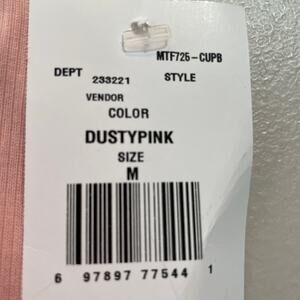 MTF725-CUPB
DEPT 233221 STYLE
VENDOR
COLOR
DUSTYPINK
SIZE
M
6 97897 77544 1